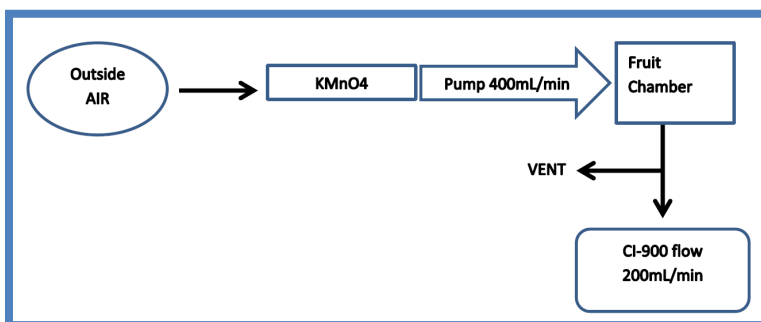 Outside
AIR
KMnO4
Pump 400mL/min
Fruit
Chamber
VENT
CI-900 flow
200mL/min